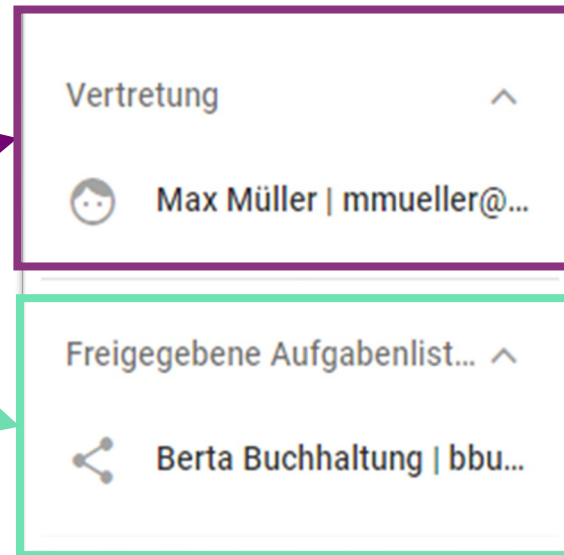 Vertretung
Max Müller | mmueller@...
Freigegebene Aufgabenlist...
Berta Buchhaltung | bbu...